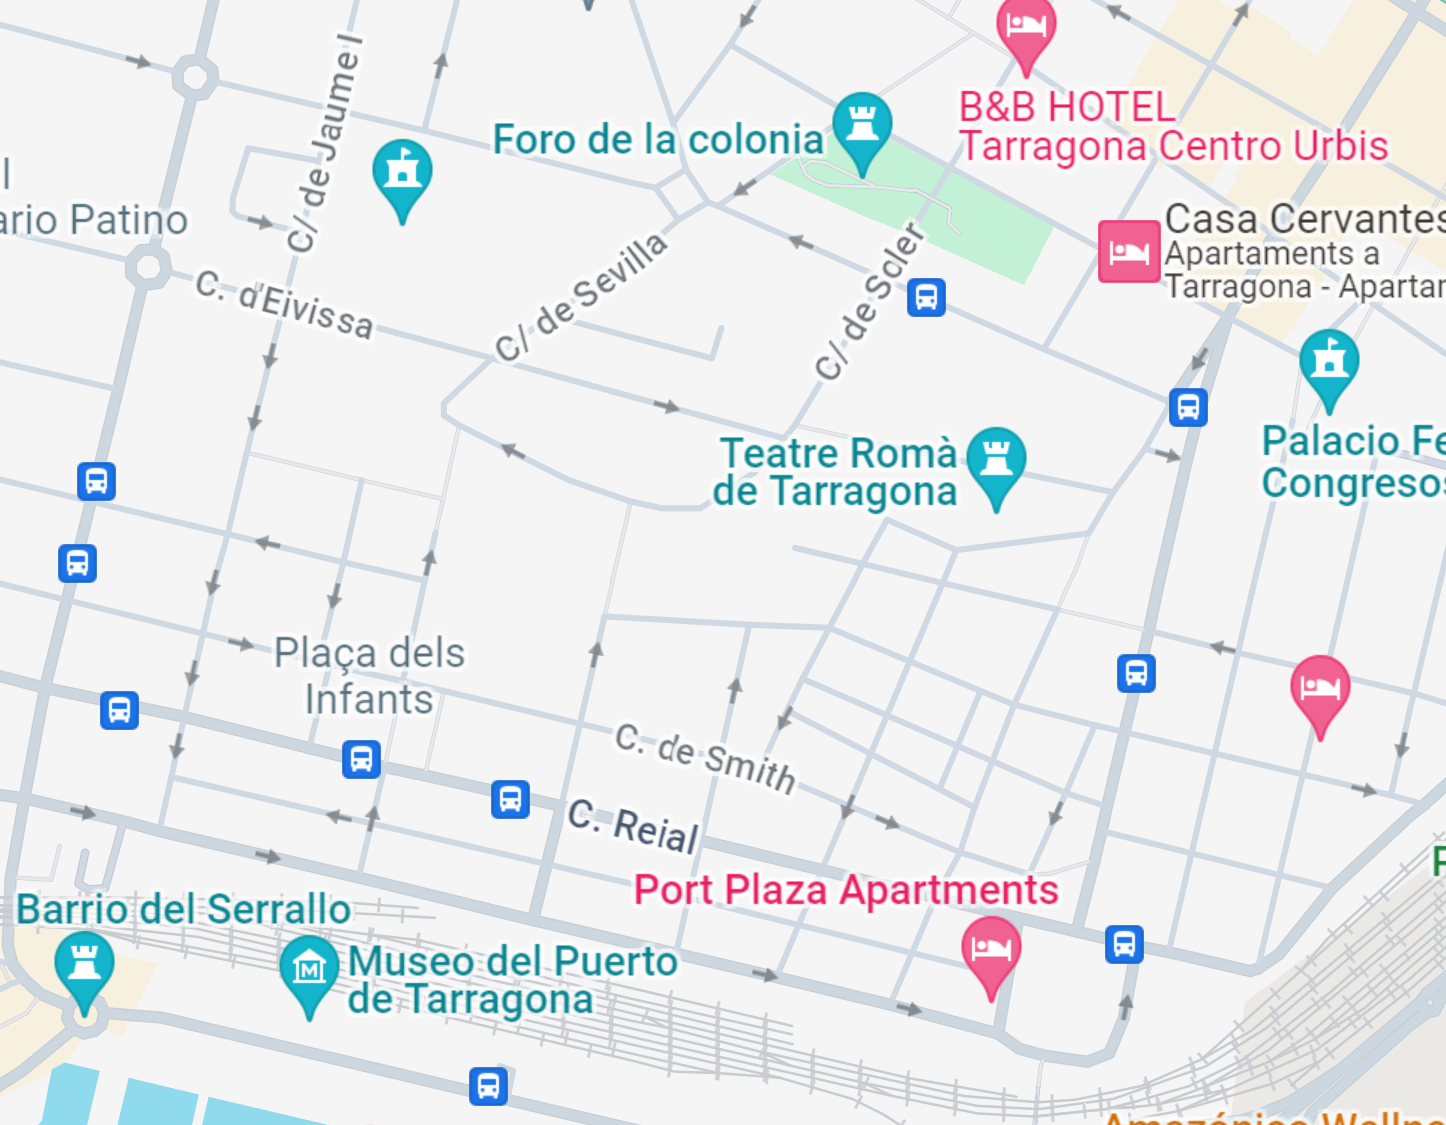 C/ de Jaume I
B&B HOTEL
Tarragona Centro Urbis
Foro de la colonia
l
ario Patino
Casa Cervantes
Apartaments a
Tarragona - Apartar
C. d'Eivissa
C/ de Sevilla
C/ de Soler
Teatre Romà
de Tarragona
Palacio Fe
Congresos
Plaça dels
Infants
C. de Smith
C. Reial
Port Plaza Apartments
Barrio del Serrallo
M
Museo del Puerto
de Tarragona